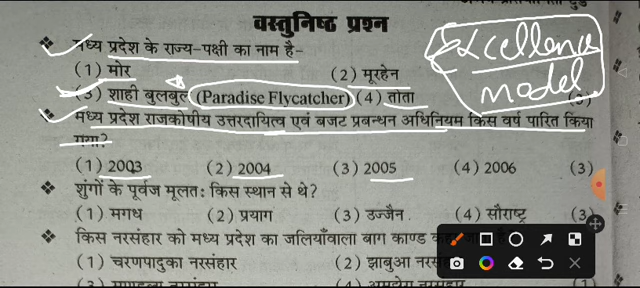 वस्तुनिष्ठ प्रश्न
Excellence
model
मध्य प्रदेश के राज्य-पक्षी का नाम है-
(1) मोर (2) मूरहेन
(3) शाही बुलबुल (Paradise Flycatcher) (4) तोता (3)
मध्य प्रदेश राजकोषीय उत्तरदायित्व एवं बजट प्रबन्धन अधिनियम किस वर्ष पारित किया
गया?
(1) 2003 (2) 2004 (3) 2005 (4) 2006 (3)
शुंगों के पूर्वज मूलत: किस स्थान से थे?
(1) मगध (2) प्रयाग (3) उज्जैन (4) सौराष्ट्र (3
किस नरसंहार को मध्य प्रदेश का जलियाँवाला बाग काण्ड
(1) चरणपादुका नरसंहार (2) झाबुआ